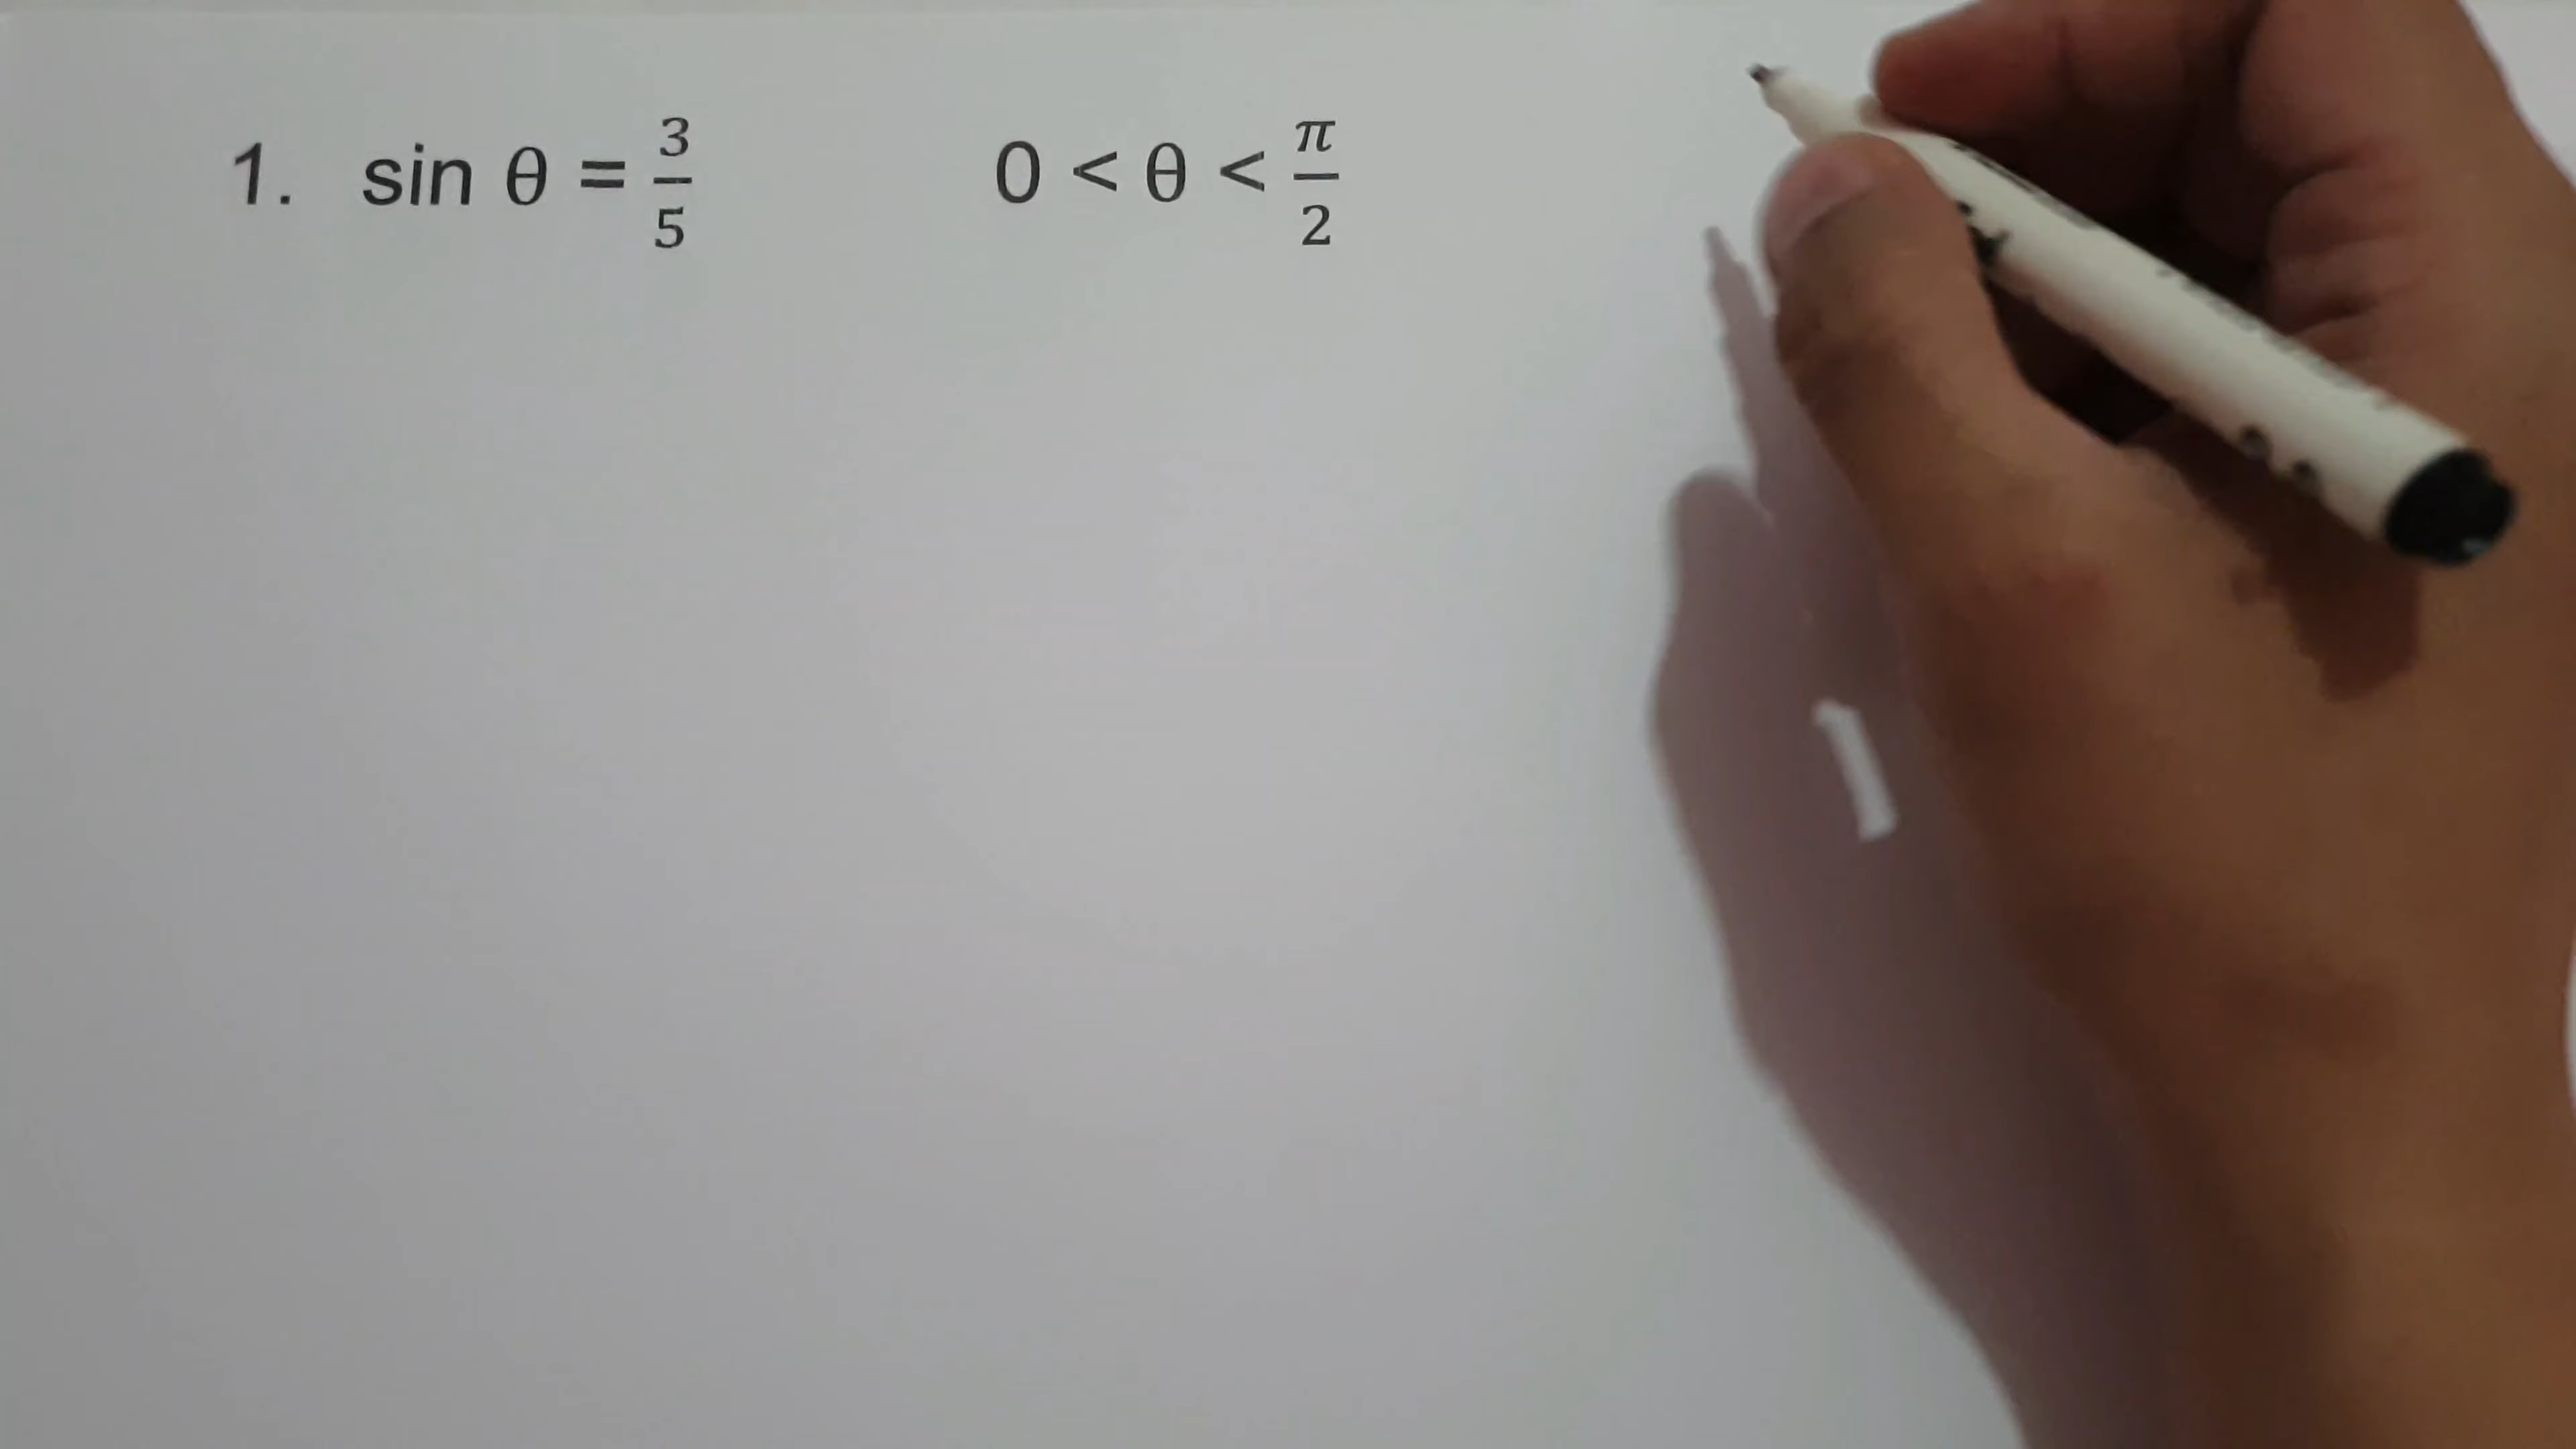 1. sin θ = 3/5 0 < θ < π/2